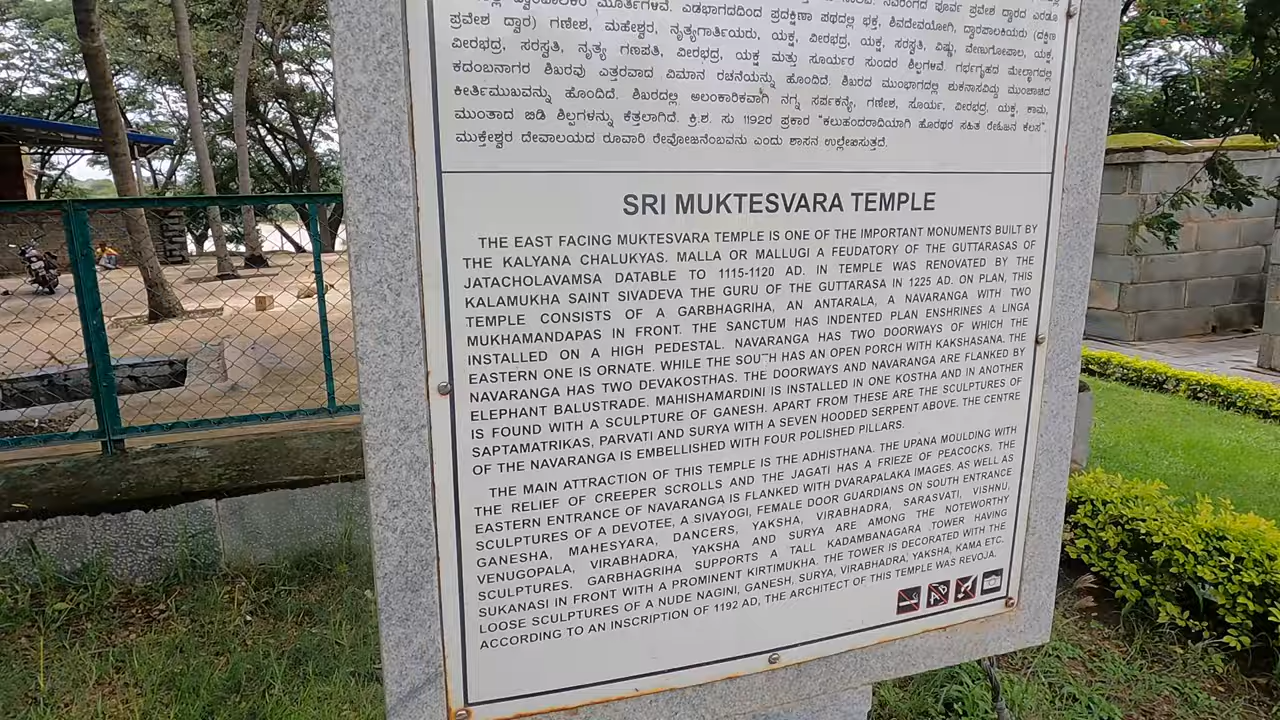 ಪ್ರವೇಶ ದ್ವಾರ) ಗಣೇಶ, ಮಹೇಶ್ವರ, ನೃತ್ಯಗಾರ್ತಿಯರು, ಯಕ್ಷ, ವೀರಭದ್ರ, ಯಕ್ಷ, ಸರಸ್ವತಿ, ವಿಷ್ಣು, ವೇಣುಗೋಪಾಲ, ಯಕ್ಷ,
ವೀರಭದ್ರ, ಸರಸ್ವತಿ, ನೃತ್ಯ ಗಣಪತಿ, ವೀರಭದ್ರ, ಯಕ್ಷ ಮತ್ತು ಸೂರ್ಯರ ಸುಂದರ ಶಿಲ್ಪಗಳಿವೆ. ಗರ್ಭಗೃಹದ ಮೇಲ್ಭಾಗದಲ್ಲಿ
ಕದಂಬನಾಗರ ಶಿಖರವು ಎತ್ತರವಾದ ವಿಮಾನ ರಚನೆಯನ್ನು ಹೊಂದಿದೆ. ಶಿಖರದ ಮುಂಭಾಗದಲ್ಲಿ ಶುಕನಾಸವಿದ್ದು ಮುಂಚಾಚಿದ
ಕೀರ್ತಿಮುಖವನ್ನು ಹೊಂದಿದೆ. ಶಿಖರದಲ್ಲಿ ಅಲಂಕಾರಿಕವಾಗಿ ನಗ್ನ ಸರ್ಪಕನ್ಯೆ, ಗಣೇಶ, ಸೂರ್ಯ, ವೀರಭದ್ರ, ಯಕ್ಷ, ಕಾಮ,
ಮುಂತಾದ ಬಿಡಿ ಶಿಲ್ಪಗಳನ್ನು ಕೆತ್ತಲಾಗಿದೆ. ಕ್ರಿ.ಶ. ಸು 1192ರ ಪ್ರಕಾರ
ಮುಕ್ತೇಶ್ವರ ದೇವಾಲಯದ ರೂವಾರಿ ರೇವೋಜನೆಂಬವನು ಎಂದು ಶಾಸನ ಉಲ್ಲೇಖಿಸುತ್ತದೆ.
SRI MUKTESVARA TEMPLE
THE EAST FACING MUKTESVARA TEMPLE IS ONE OF THE IMPORTANT MONUMENTS BUILT BY
THE KALYANA CHALUKYAS. MALLA OR MALLUGI A FEUDATORY OF THE GUTTARASAS OF
JATACHOLAVAMSA DATABLE TO 1115-1120 AD. IN TEMPLE WAS RENOVATED BY THE
KALAMUKHA SAINT SIVADEVA THE GURU OF THE GUTTARASA IN 1225 AD. ON PLAN, THIS
TEMPLE CONSISTS OF A GARBHAGRIHA, AN ANTARALA, A NAVARANGA WITH TWO
MUKHAMANDAPAS IN FRONT. THE SANCTUM HAS INDENTED PLAN ENSHRINES A LINGA
INSTALLED ON A HIGH PEDESTAL. NAVARANGA HAS TWO DOORWAYS OF WHICH THE
EASTERN ONE IS ORNATE. WHILE THE SOUTH HAS AN OPEN PORCH WITH KAKSHASANA. THE
NAVARANGA HAS TWO DEVAKOSTHAS. THE DOORWAYS AND NAVARANGA ARE FLANKED BY
ELEPHANT BALUSTRADE. MAHISHAMARDINI IS INSTALLED IN ONE KOSTHA AND IN ANOTHER
IS FOUND WITH A SCULPTURE OF GANESH. APART FROM THESE ARE THE SCULPTURES OF
SAPTAMATRIKAS, PARVATI AND SURYA WITH A SEVEN HOODED SERPENT ABOVE. THE CENTRE
OF THE NAVARANGA IS EMBELLISHED WITH FOUR POLISHED PILLARS.
THE MAIN ATTRACTION OF THIS TEMPLE IS THE ADHISTHANA. THE UPANA MOULDING WITH
THE RELIEF OF CREEPER SCROLLS AND THE JAGATI HAS A FRIEZE OF PEACOCKS. THE
EASTERN ENTRANCE OF NAVARANGA IS FLANKED WITH DVARAPALAKA IMAGES. AS WELL AS
SCULPTURES OF A DEVOTEE, A SIVAYOGI, FEMALE DOOR GUARDIANS ON SOUTH ENTRANCE
GANESHA, MAHESYARA, DANCERS, YAKSHA, VIRABHADRA, SARASVATI, VISHNU,
VENUGOPALA, VIRABHADRA, YAKSHA AND SURYA ARE AMONG THE NOTEWORTHY
SCULPTURES. GARBHAGRIHA SUPPORTS A TALL KADAMBANAGARA TOWER HAVING
SUKANASI IN FRONT WITH A PROMINENT KIRTIMUKHA. THE TOWER IS DECORATED WITH THE
LOOSE SCULPTURES OF A NUDE NAGINI, GANESH, SURYA, VIRABHADRA, YAKSHA, KAMA ETC.
ACCORDING TO AN INSCRIPTION OF 1192 AD, THE ARCHITECT OF THIS TEMPLE WAS REVOJA.